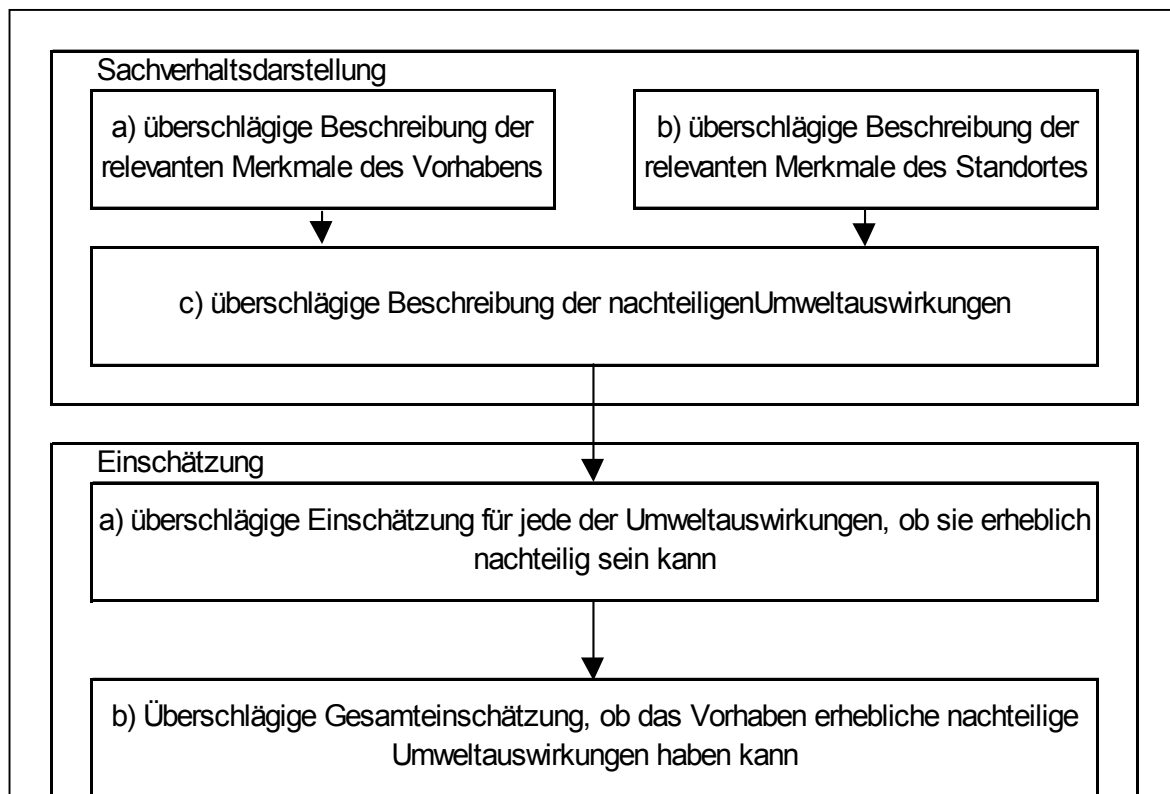 Sachverhaltsdarstellung
a) überschlägige Beschreibung der
relevanten Merkmale des Vorhabens
b) überschlägige Beschreibung der
relevanten Merkmale des Standortes
c) überschlägige Beschreibung der nachteiligenUmweltauswirkungen
Einschätzung
a) überschlägige Einschätzung für jede der Umweltauswirkungen, ob sie erheblich
nachteilig sein kann
b) Überschlägige Gesamteinschätzung, ob das Vorhaben erhebliche nachteilige
Umweltauswirkungen haben kann